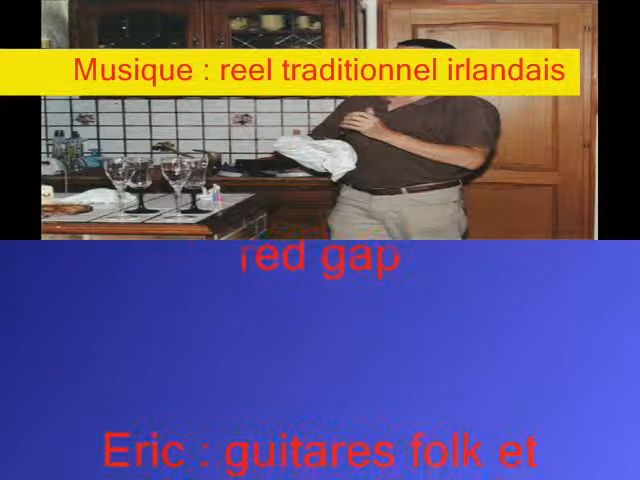 Musique : reel traditionnel irlandais
red gap
Eric : guitares folk et